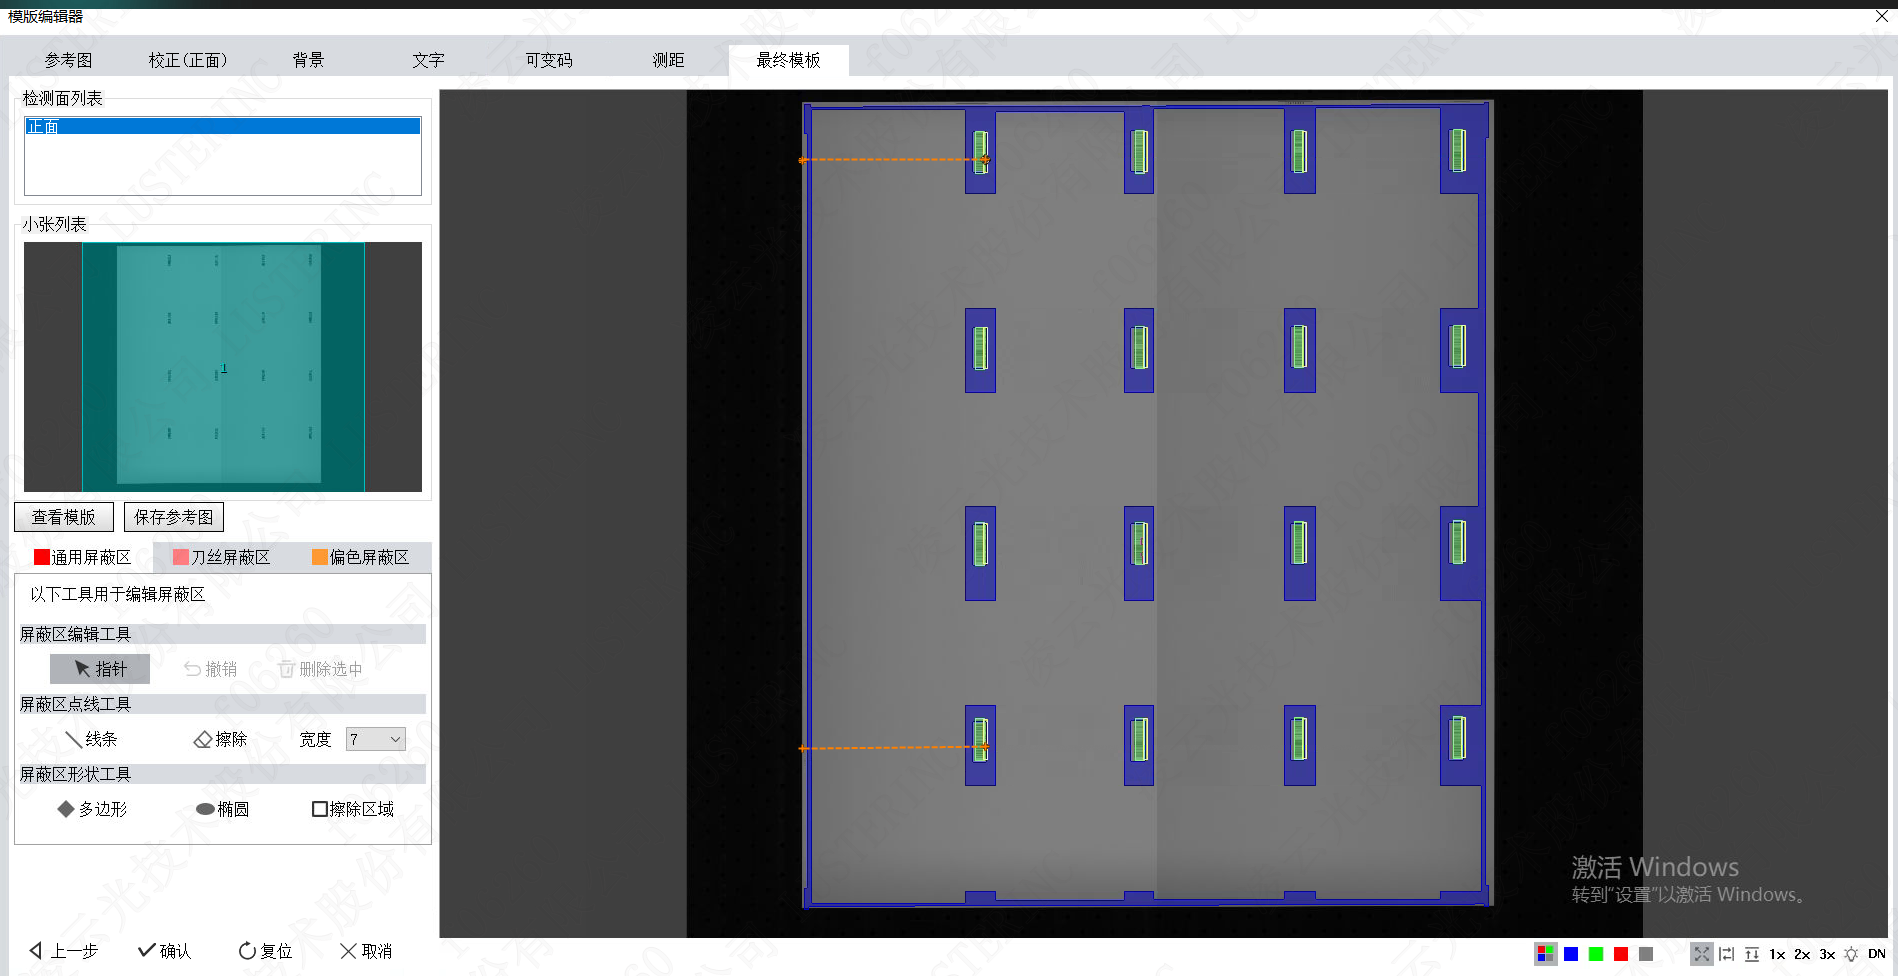 模版编辑器
参考图 校正(正面) 背景 文字 可变码 测距 最终模板
检测面列表
正面
小张列表
1
查看模版 保存参考图
通用屏蔽区 刀丝屏蔽区 偏色屏蔽区
以下工具用于编辑屏蔽区
屏蔽区编辑工具
指针 撤销 删除选中
屏蔽区点线工具
线条 擦除 宽度 7
屏蔽区形状工具
多边形 椭圆 擦除区域
激活 Windows
转到“设置”以激活 Windows。
上一步 确认 复位 取消
1x 2x 3x DN